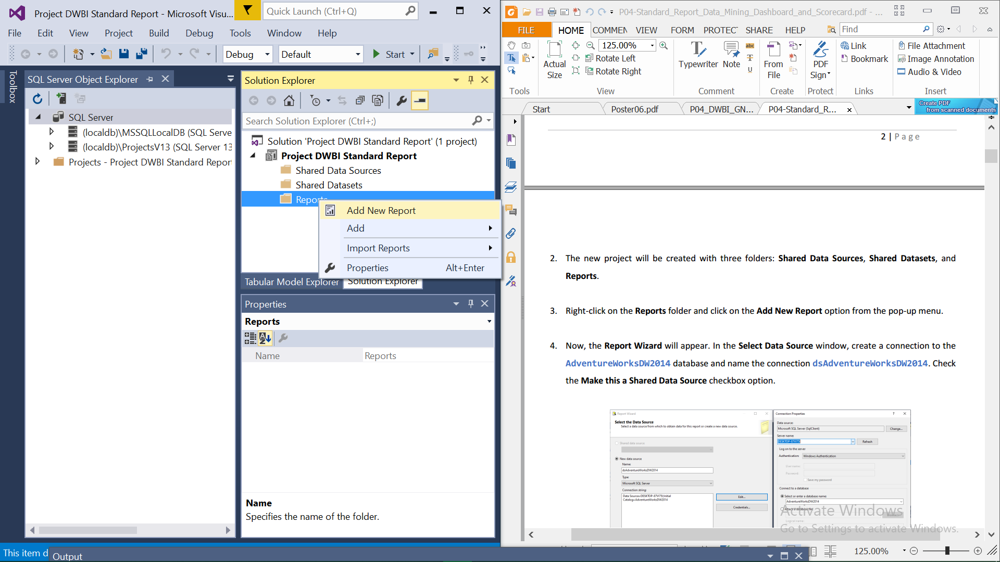 Project DWBI Standard Report - Microsoft Visu...
Quick Launch (Ctrl+Q)
File Edit View Project Build Debug Tools Window Help
Debug Default Start
Toolbox
SQL Server Object Explorer
SQL Server
(localdb)\MSSQLLocalDB (SQL Serve
(localdb)\ProjectsV13 (SQL Server 13
Projects - Project DWBI Standard Repor
Solution Explorer
Search Solution Explorer (Ctrl+;)
Solution 'Project DWBI Standard Report' (1 project)
Project DWBI Standard Report
Shared Data Sources
Shared Datasets
Reports
Add New Report
Add
Import Reports
Properties Alt+Enter
Tabular Model Explorer Solution Explorer
Properties
Reports
Name Reports
Name
Specifies the name of the folder.
This item d
Output
P04-Standard_Report_Data_Mining_Dashboard_and_Scorecard.pdf - ...
FILE HOME COMMEN VIEW FORM PROTEC SHARE HELP
Find
125.00%
Actual Size
Rotate Left
Rotate Right
Typewriter Note
From File
PDF Sign
Link
Bookmark
File Attachment
Image Annotation
Audio & Video
Tools View Comment Create Protect Links Insert
Start Poster06.pdf P04_DWBI_GN... P04-Standard_R...
Create PDF
from scanned documents
2 | Page
2. The new project will be created with three folders: Shared Data Sources, Shared Datasets, and
Reports.
3. Right-click on the Reports folder and click on the Add New Report option from the pop-up menu.
4. Now, the Report Wizard will appear. In the Select Data Source window, create a connection to the
AdventureWorksDW2014 database and name the connection dsAdventureWorksDW2014. Check
the Make this a Shared Data Source checkbox option.
Report Wizard
Select the Data Source
Select a data source from which to obtain data for this report or create a new data source.
Shared data source
New data source
Name:
dsAdventureWorksDW2014
Type:
Microsoft SQL Server
Connection string:
Data Source=DESKTOP-87VI75I;Initial
Catalog=AdventureWorksDW2014
Edit...
Credentials...
Connection Properties
Data source:
Microsoft SQL Server (SqlClient)
Change...
Server name:
Refresh
Log on to the server
Authentication: Windows Authentication
User name:
Password:
Save my password
Connect to a database
Select or enter a database name:
AdventureWorksDW2014
Attach a database file:
Logical name:
Activate Windows
Go to Settings to activate Windows.
125.00%